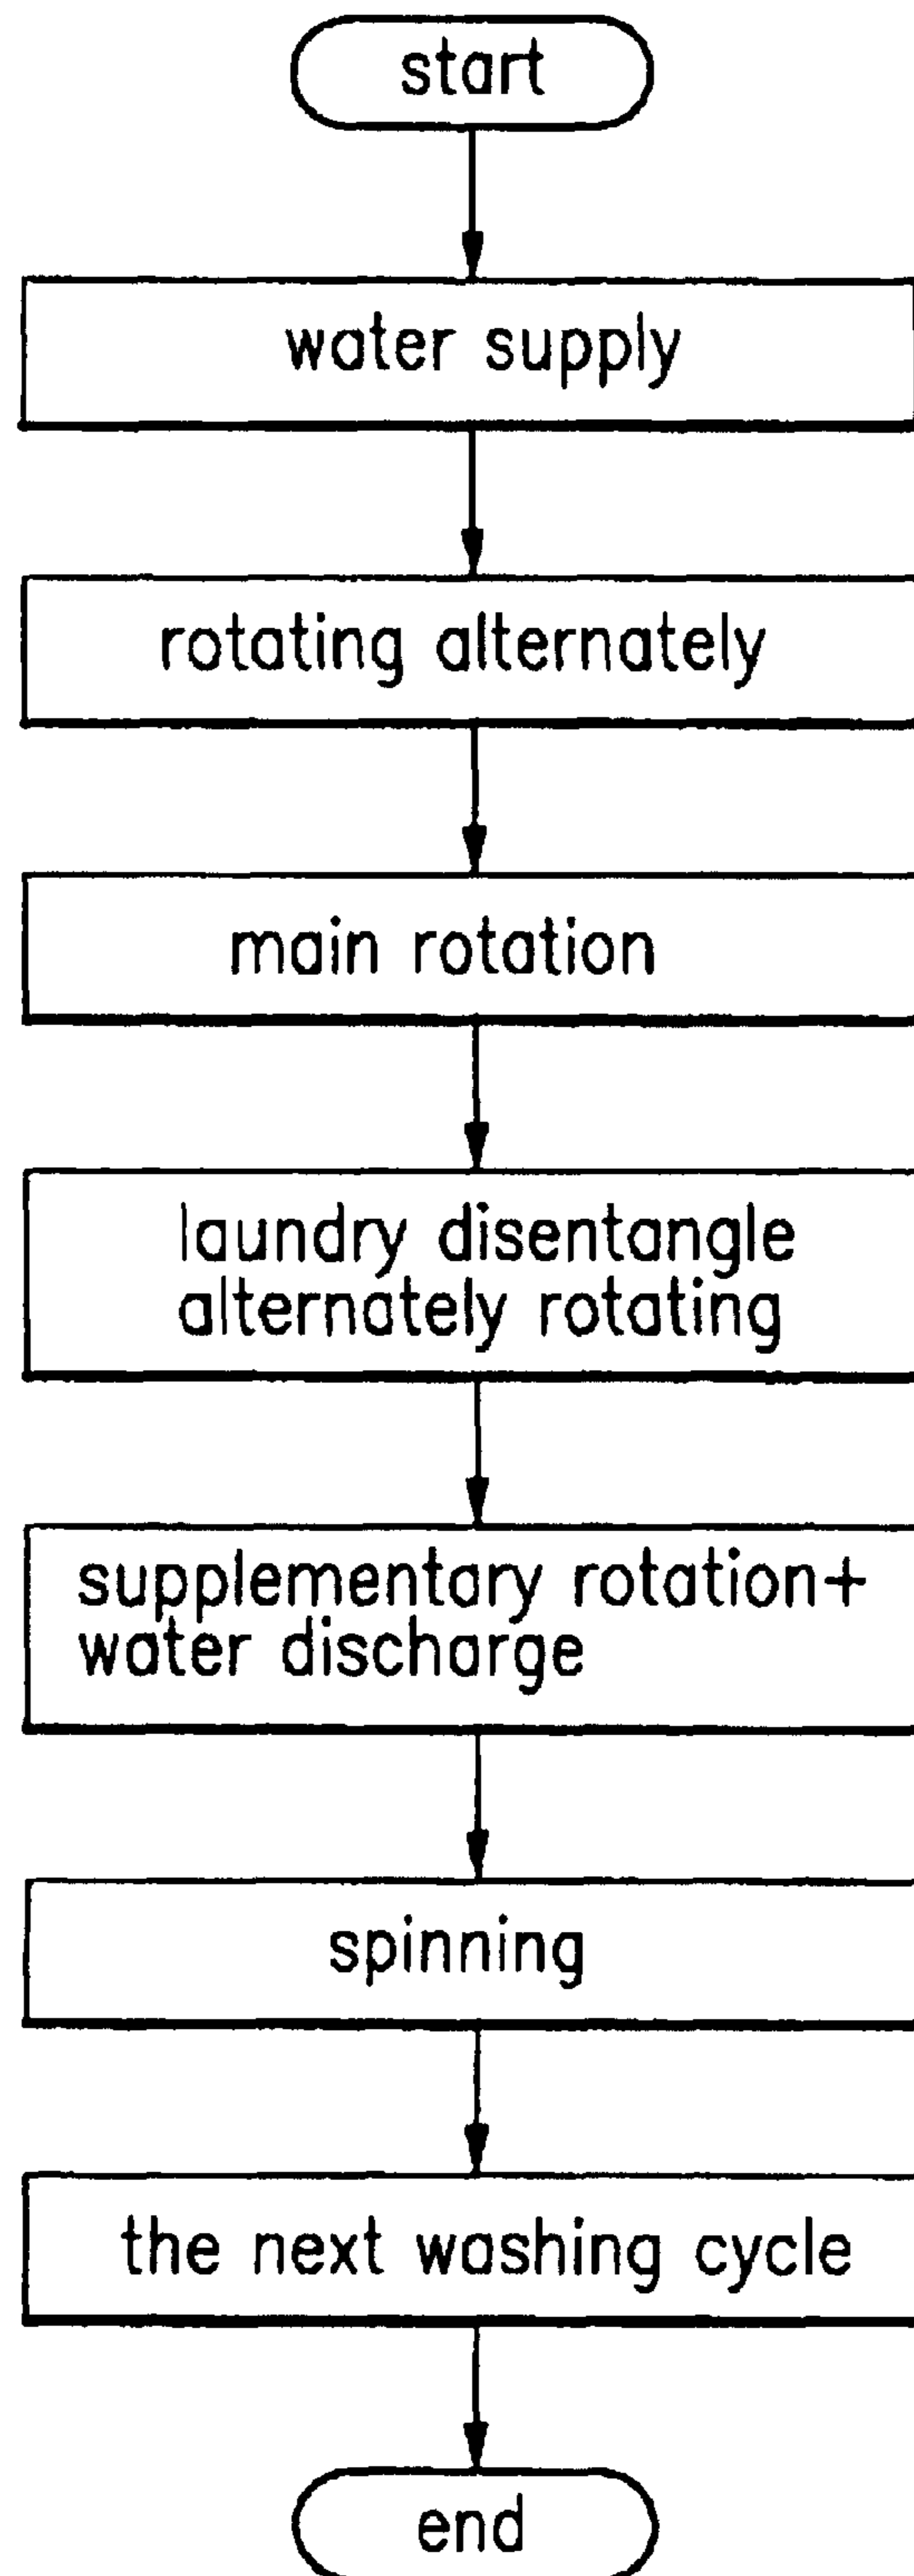 start
water supply
rotating alternately
main rotation
laundry disentangle
alternately rotating
supplementary rotation+
water discharge
spinning
the next washing cycle
end